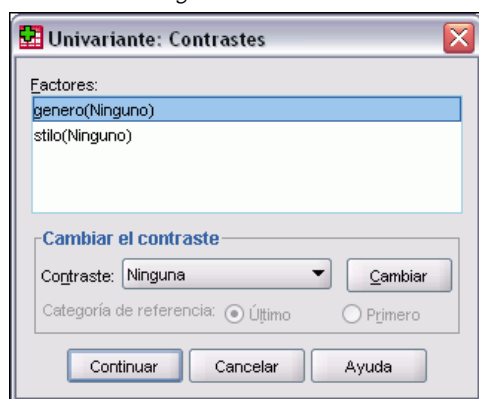 Univariante: Contrastes
Factores:
genero(Ninguno)
stilo(Ninguno)
Cambiar el contraste
Contraste: Ninguna Cambiar
Categoría de referencia: Último Primero
Continuar Cancelar Ayuda